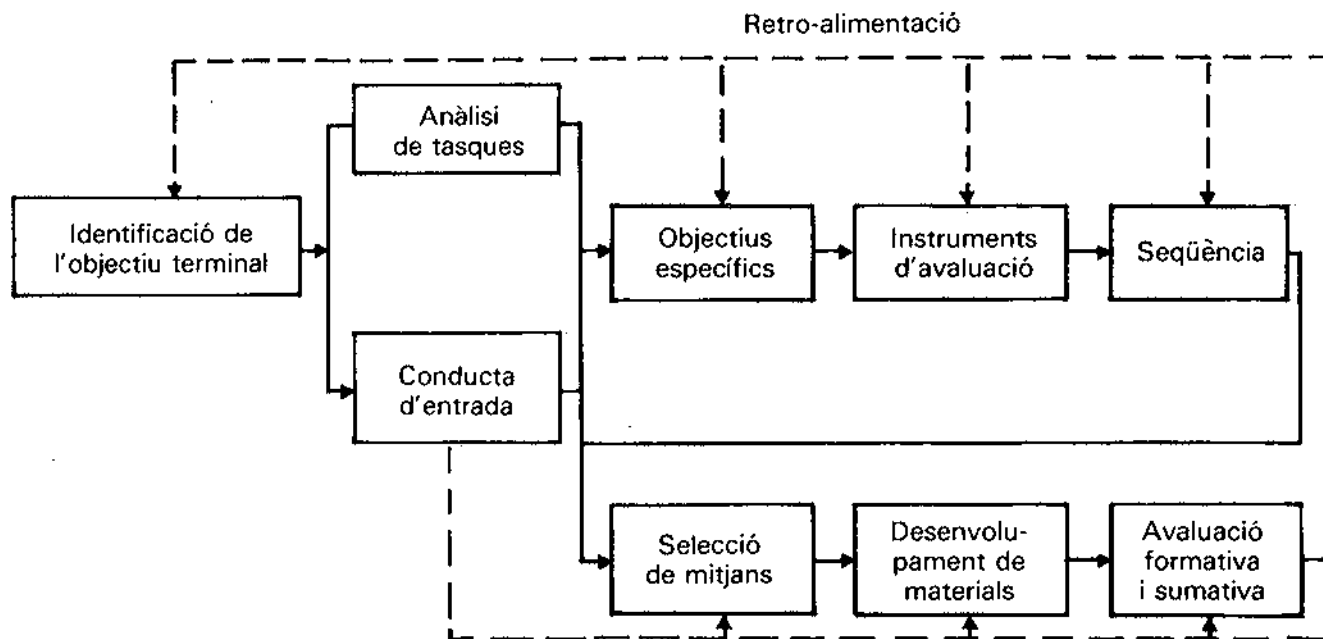 Retro-alimentació
Anàlisi
de tasques
Identificació de
l'objectiu terminal
Objectius
específics
Instruments
d'avaluació
Seqüència
Conducta
d'entrada
Selecció
de mitjans
Desenvolu-
pament de
materials
Avaluació
formativa
i sumativa